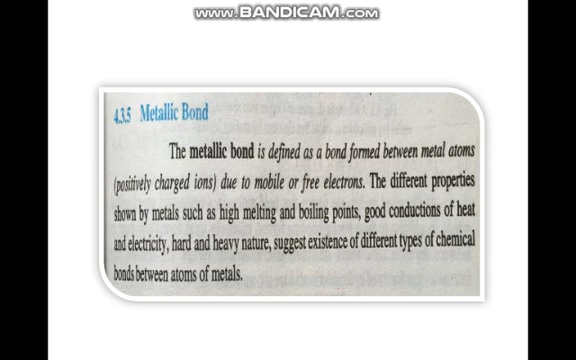 www.BANDICAM.com
4.3.5 Metallic Bond
The metallic bond is defined as a bond formed between metal atoms
(positively charged ions) due to mobile or free electrons. The different properties
shown by metals such as high melting and boiling points, good conductions of heat
and electricity, hard and heavy nature, suggest existence of different types of chemical
bonds between atoms of metals.